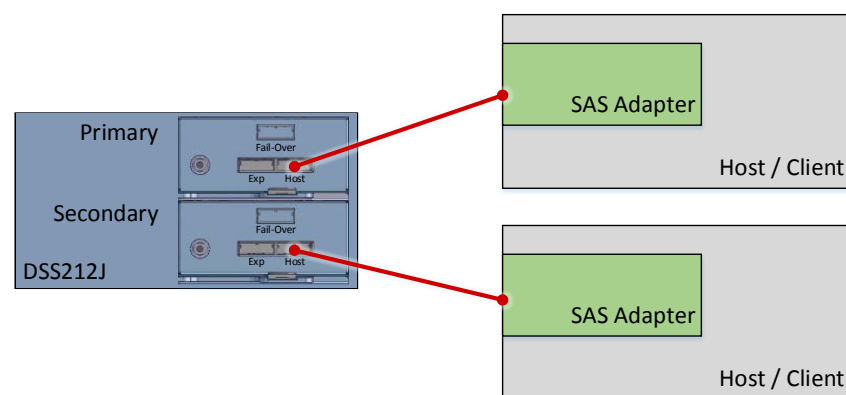 Primary
Fail-Over
Exp Host
Secondary
Fail-Over
Exp Host
DSS212J
SAS Adapter
Host / Client
SAS Adapter
Host / Client